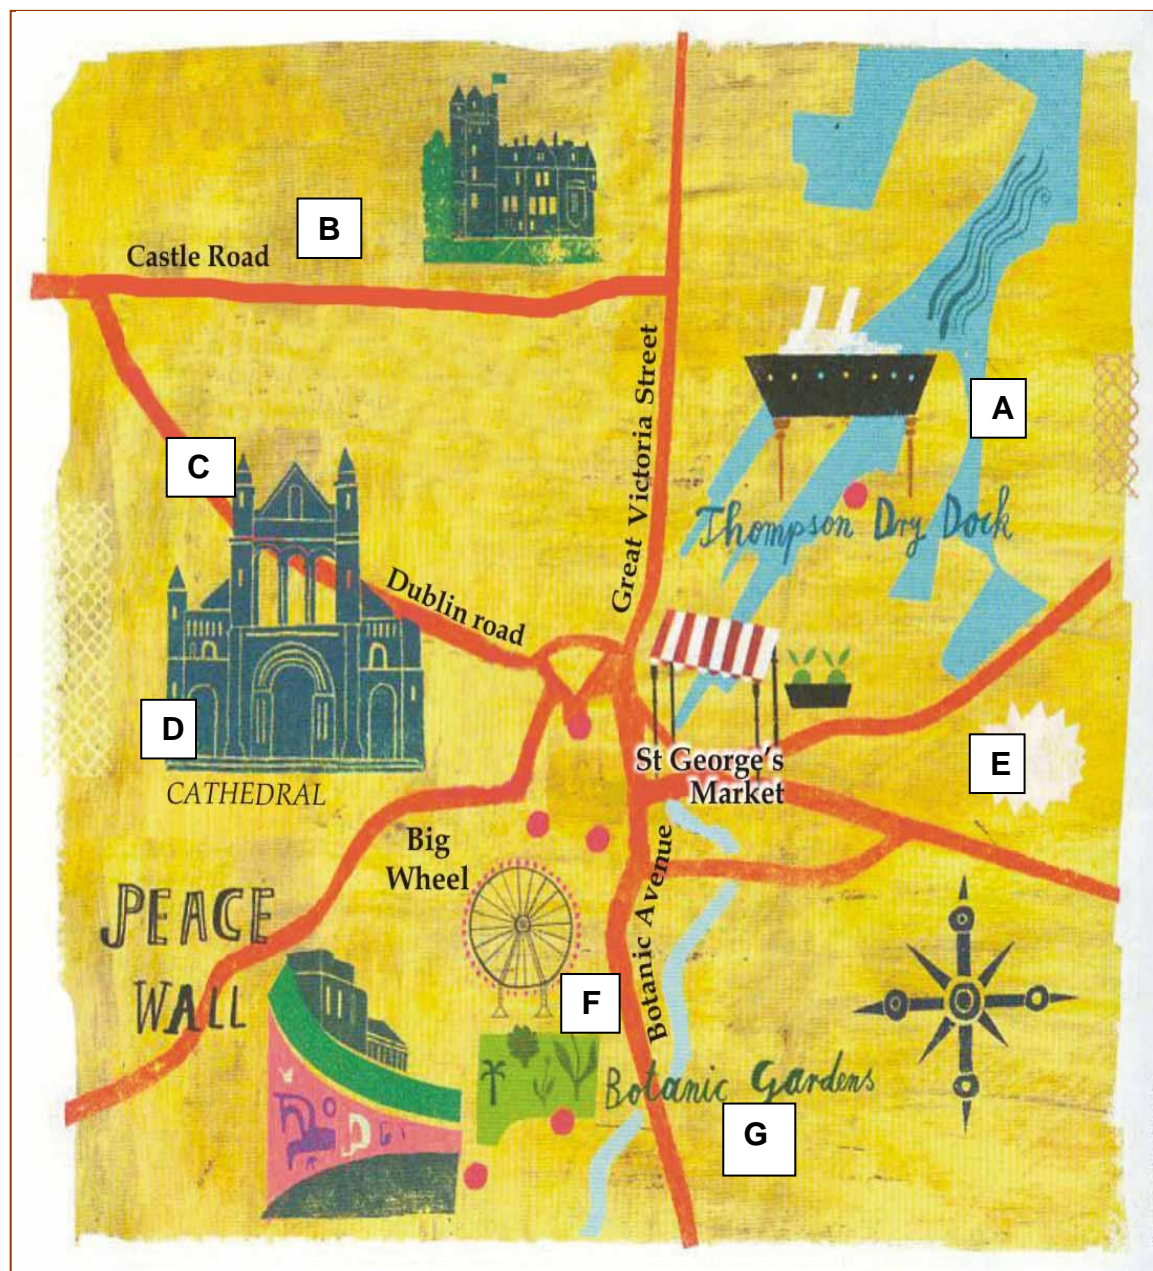 B
Castle Road
Great Victoria Street
A
C
Thompson Dry Dock
Dublin road
D
St George's
Market
E
CATHEDRAL
Big
Wheel
Botanic Avenue
PEACE
WALL
F
Botanic Gardens
G